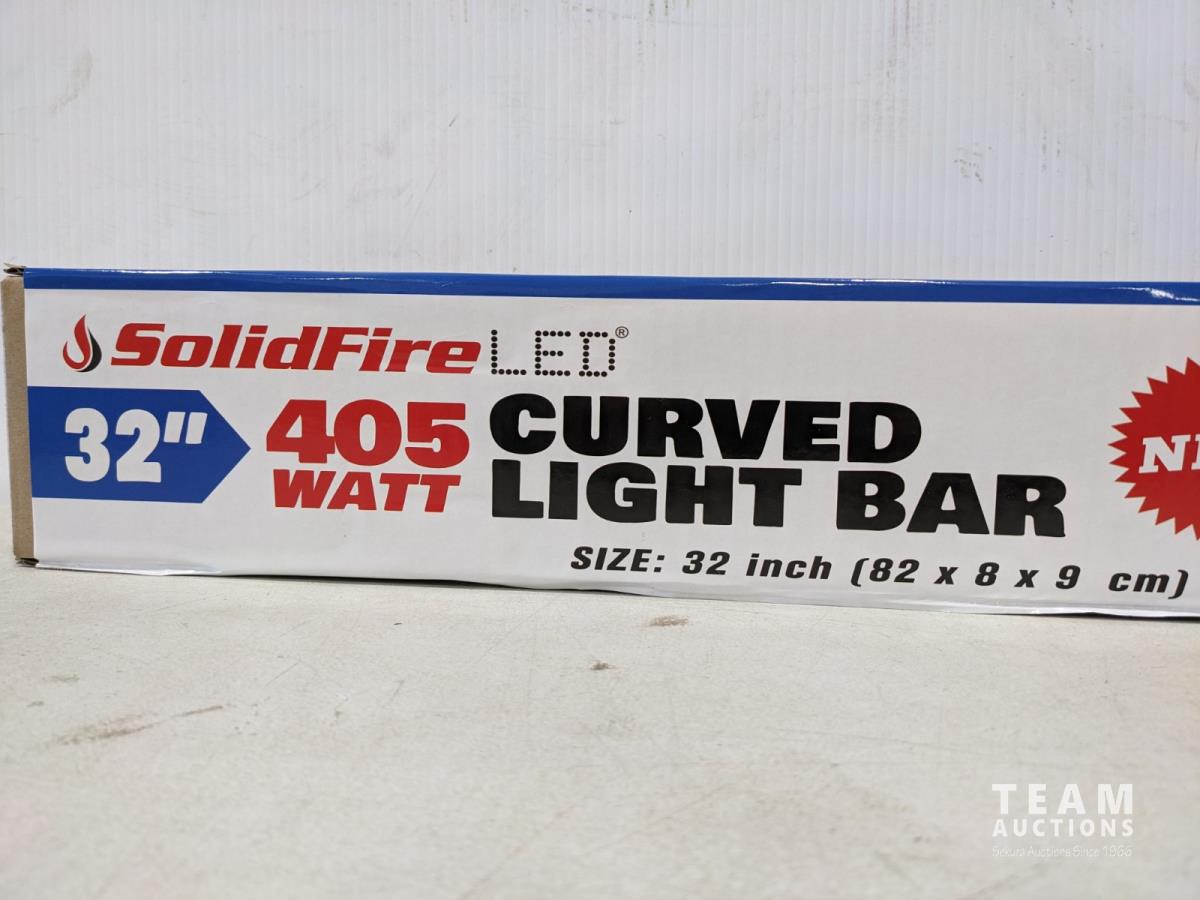 SolidFire LED®
32" 405 WATT CURVED LIGHT BAR
SIZE: 32 inch (82 x 8 x 9 cm)
TEAM
AUCTIONS
Sekura Auctions Since 1966